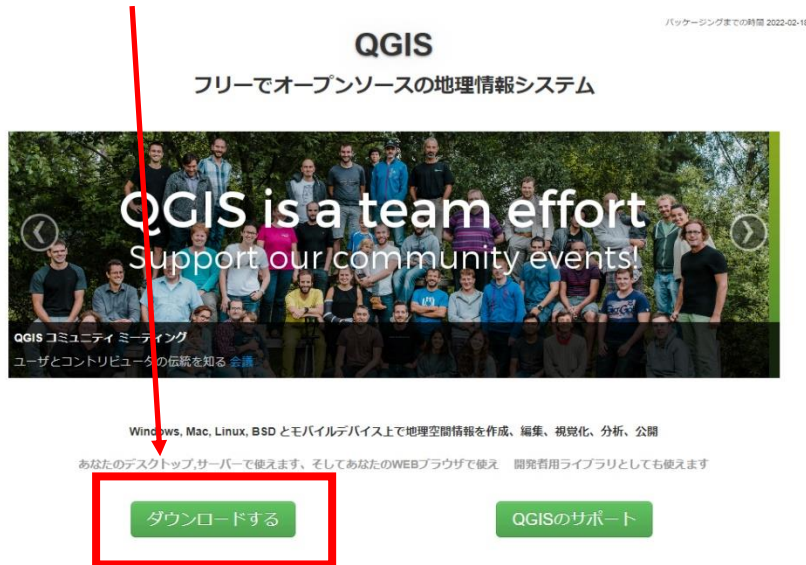 パッケージングまでの時間 2022-02-18
QGIS
フリーでオープンソースの地理情報システム
QGIS is a team effort
Support our community events!
QGIS コミュニティ ミーティング
ユーザとコントリビュータの伝統を知る 会議
Windows, Mac, Linux, BSD とモバイルデバイス上で地理空間情報を作成、編集、視覚化、分析、公開
あなたのデスクトップ,サーバーで使えます、そしてあなたのWEBブラウザで使え 開発者用ライブラリとしても使えます
ダウンロードする
QGISのサポート